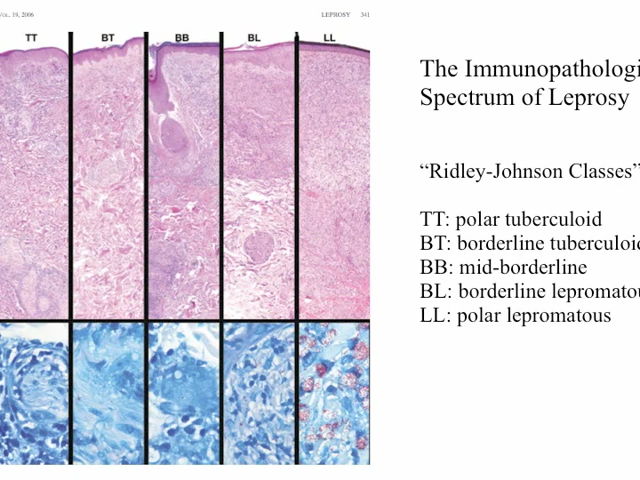 VOL. 19, 2006
LEPROSY 341
TT BT BB BL LL
The Immunopathologi
Spectrum of Leprosy
“Ridley-Johnson Classes”
TT: polar tuberculoid
BT: borderline tuberculoid
BB: mid-borderline
BL: borderline lepromatou
LL: polar lepromatous